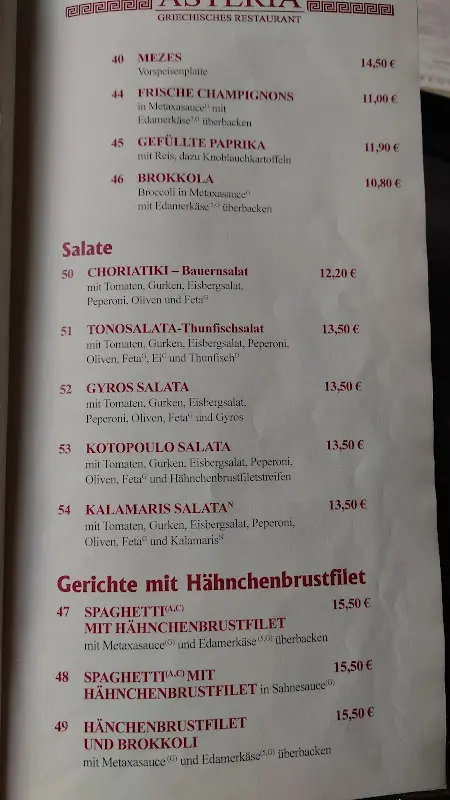 ASTERIA
GRIECHISCHES RESTAURANT
40 MEZES 14,50 €
Vorspeisenplatte
44 FRISCHE CHAMPIGNONS 11,00 €
in Metaxasauce^G mit
Edamerkäse^5,G überbacken
45 GEFÜLLTE PAPRIKA 11,90 €
mit Reis, dazu Knoblauchkartoffeln
46 BROKKOLA 10,80 €
Broccoli in Metaxasauce^G
mit Edamerkäse^5,G überbacken
Salate
50 CHORIATIKI – Bauernsalat 12,20 €
mit Tomaten, Gurken, Eisbergsalat,
Peperoni, Oliven und Feta^G
51 TONOSALATA-Thunfischsalat 13,50 €
mit Tomaten, Gurken, Eisbergsalat, Peperoni,
Oliven, Feta^G, Ei^C und Thunfisch^D
52 GYROS SALATA 13,50 €
mit Tomaten, Gurken, Eisbergsalat,
Peperoni, Oliven, Feta^G und Gyros
53 KOTOPOULO SALATA 13,50 €
mit Tomaten, Gurken, Eisbergsalat, Peperoni,
Oliven, Feta^G und Hähnchenbrustfiletstreifen
54 KALAMARIS SALATA^N 13,50 €
mit Tomaten, Gurken, Eisbergsalat, Peperoni,
Oliven, Feta^G und Kalamaris^N
Gerichte mit Hähnchenbrustfilet
47 SPAGHETTI^(A,C) 15,50 €
MIT HÄHNCHENBRUSTFILET
mit Metaxasauce^(G) und Edamerkäse^(5,G) überbacken
48 SPAGHETTI^(A,C) MIT 15,50 €
HÄHNCHENBRUSTFILET in Sahnesauce^(G)
49 HÄNCHENBRUSTFILET 15,50 €
UND BROKKOLI
mit Metaxasauce^(G) und Edamerkäse^(5,G) überbacken